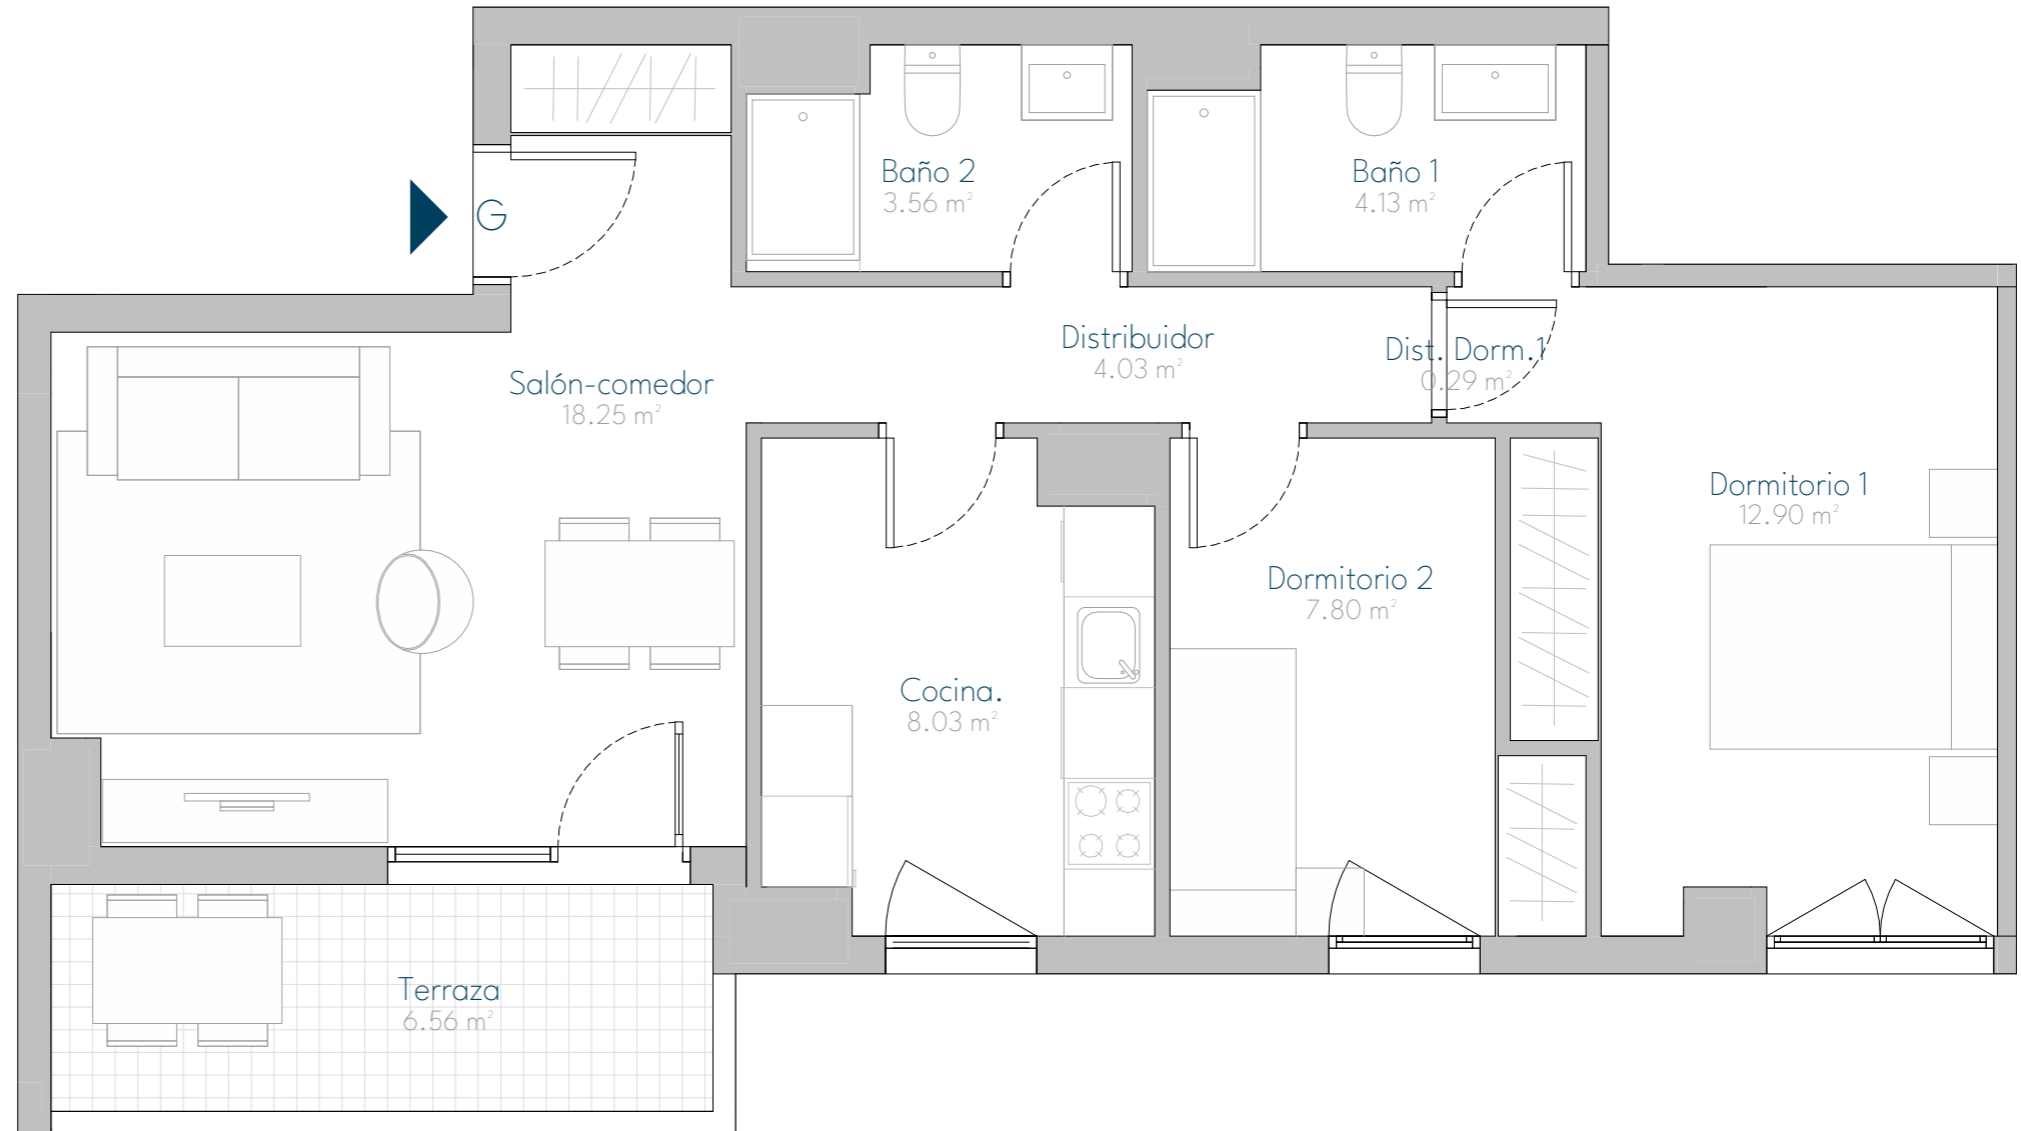 Baño 2
3.56 m²
Baño 1
4.13 m²
G
Distribuidor
4.03 m²
Dist. Dorm.1
0.29 m²
Salón-comedor
18.25 m²
Dormitorio 1
12.90 m²
Dormitorio 2
7.80 m²
Cocina.
8.03 m²
Terraza
6.56 m²